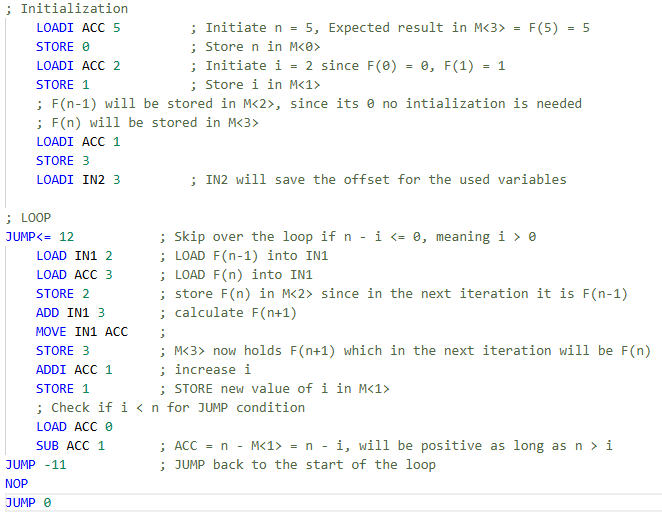 ; Initialization
LOADI ACC 5 ; Initiate n = 5, Expected result in M<3> = F(5) = 5
STORE 0 ; Store n in M<0>
LOADI ACC 2 ; Initiate i = 2 since F(0) = 0, F(1) = 1
STORE 1 ; Store i in M<1>
; F(n-1) will be stored in M<2>, since its 0 no intialization is needed
; F(n) will be stored in M<3>
LOADI ACC 1
STORE 3
LOADI IN2 3 ; IN2 will save the offset for the used variables
; LOOP
JUMP<= 12 ; Skip over the loop if n - i <= 0, meaning i > 0
LOAD IN1 2 ; LOAD F(n-1) into IN1
LOAD ACC 3 ; LOAD F(n) into IN1
STORE 2 ; store F(n) in M<2> since in the next iteration it is F(n-1)
ADD IN1 3 ; calculate F(n+1)
MOVE IN1 ACC ;
STORE 3 ; M<3> now holds F(n+1) which in the next iteration will be F(n)
ADDI ACC 1 ; increase i
STORE 1 ; STORE new value of i in M<1>
; Check if i < n for JUMP condition
LOAD ACC 0
SUB ACC 1 ; ACC = n - M<1> = n - i, will be positive as long as n > i
JUMP -11 ; JUMP back to the start of the loop
NOP
JUMP 0